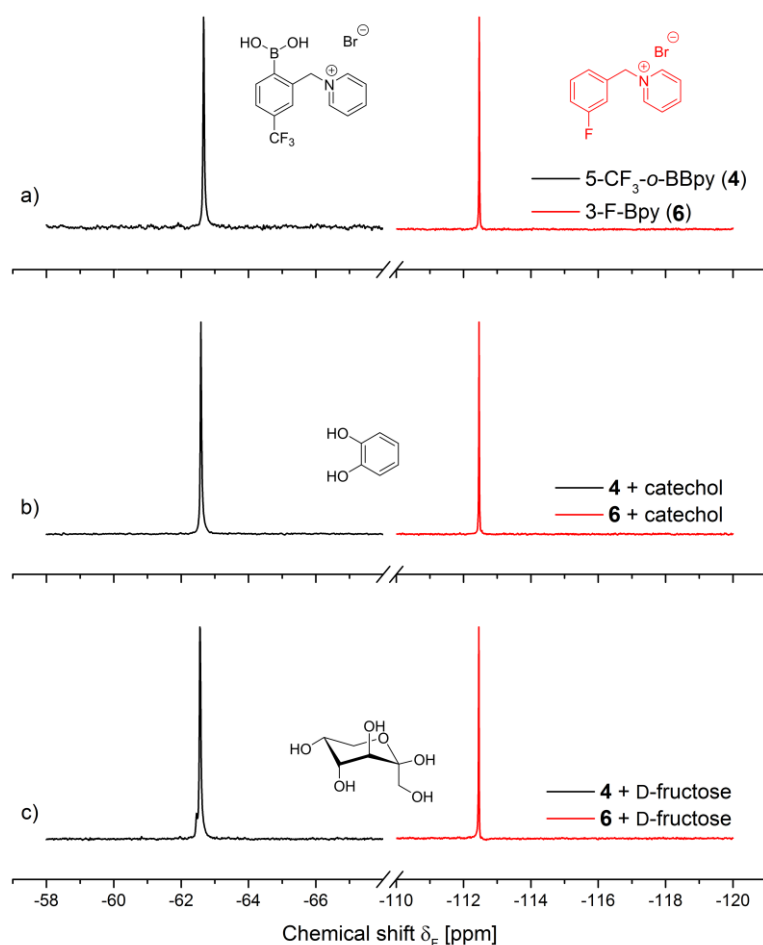 HO OH
B
Br⊖
N+
CF₃
Br⊖
N+
F
a)
5-CF₃-o-BBpy (4)
3-F-Bpy (6)
HO
HO
b)
4 + catechol
6 + catechol
OH
HO O
OH
OH
OH
c)
4 + D-fructose
6 + D-fructose
-58 -60 -62 -64 -66 -110 -112 -114 -116 -118 -120
Chemical shift δF [ppm]